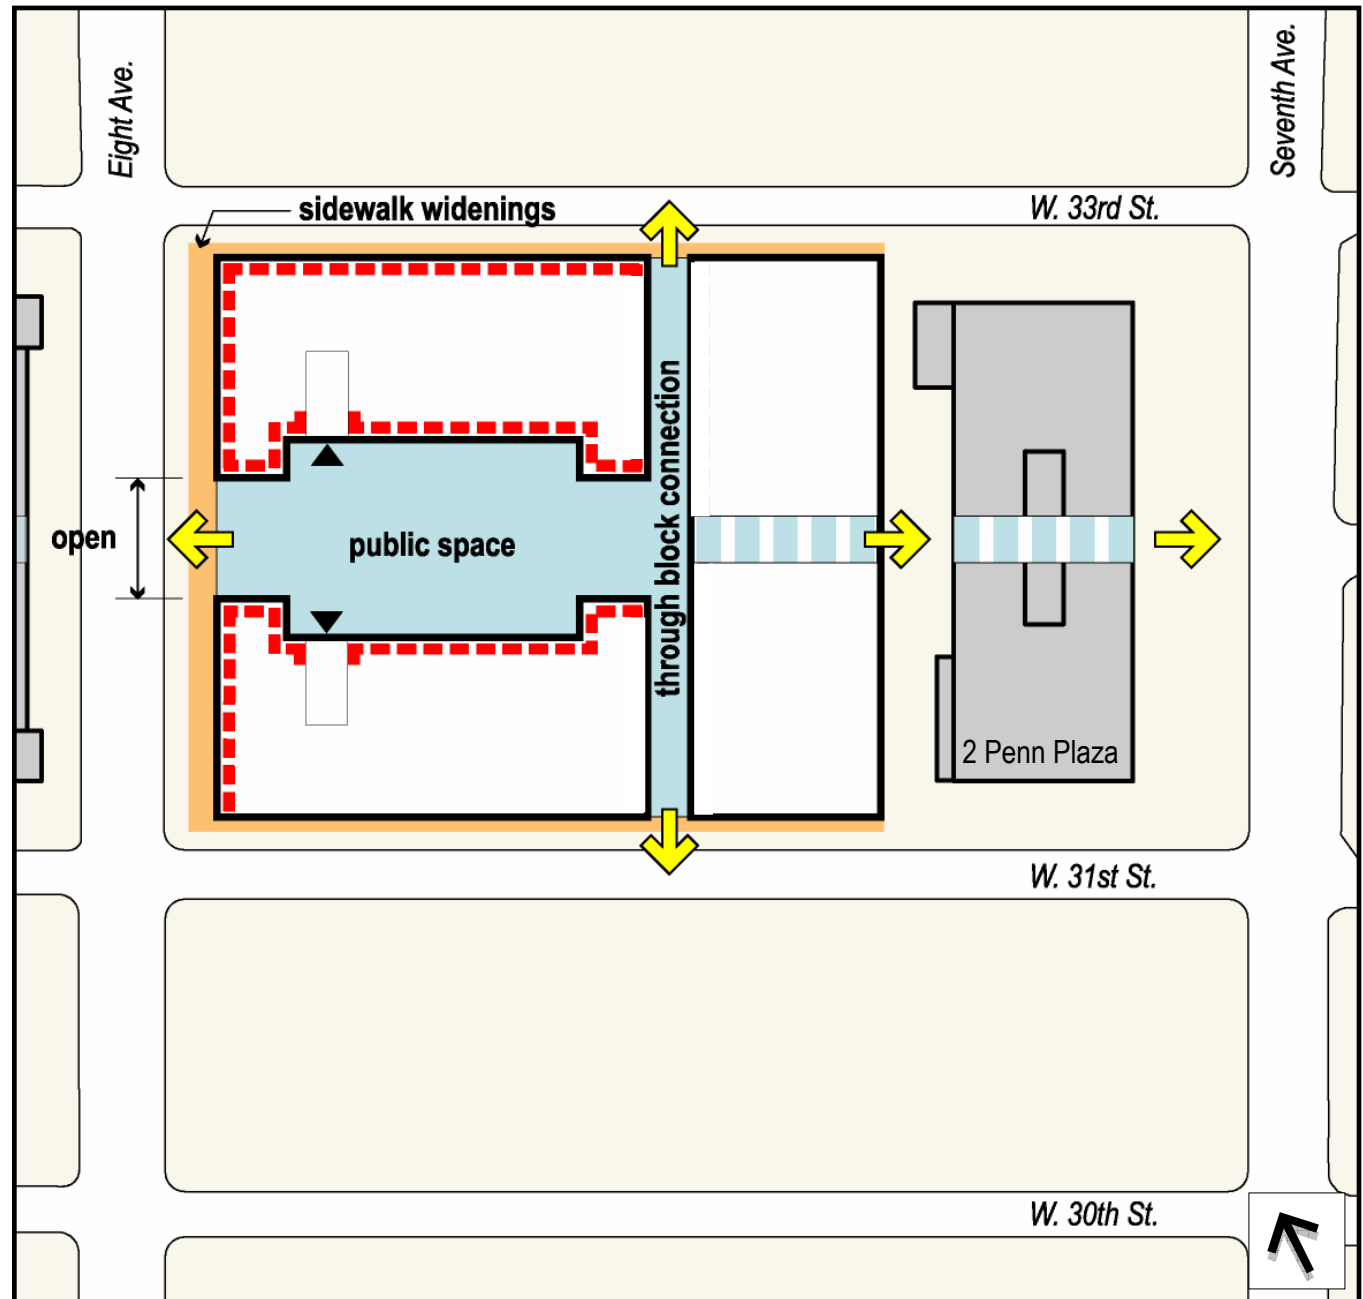 Eight Ave.
Seventh Ave.
sidewalk widenings
W. 33rd St.
open
public space
through block connection
2 Penn Plaza
W. 31st St.
W. 30th St.